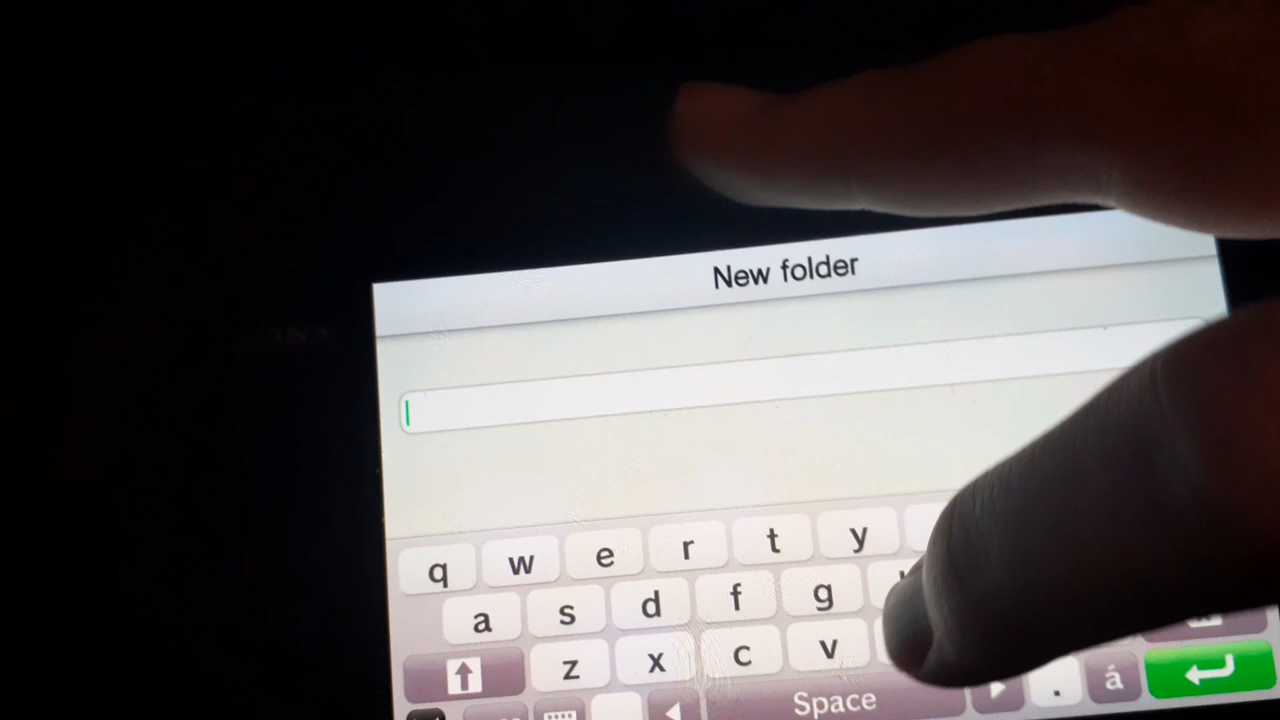 New folder
q w e r t y
a s d f g
z x c v
Space . á